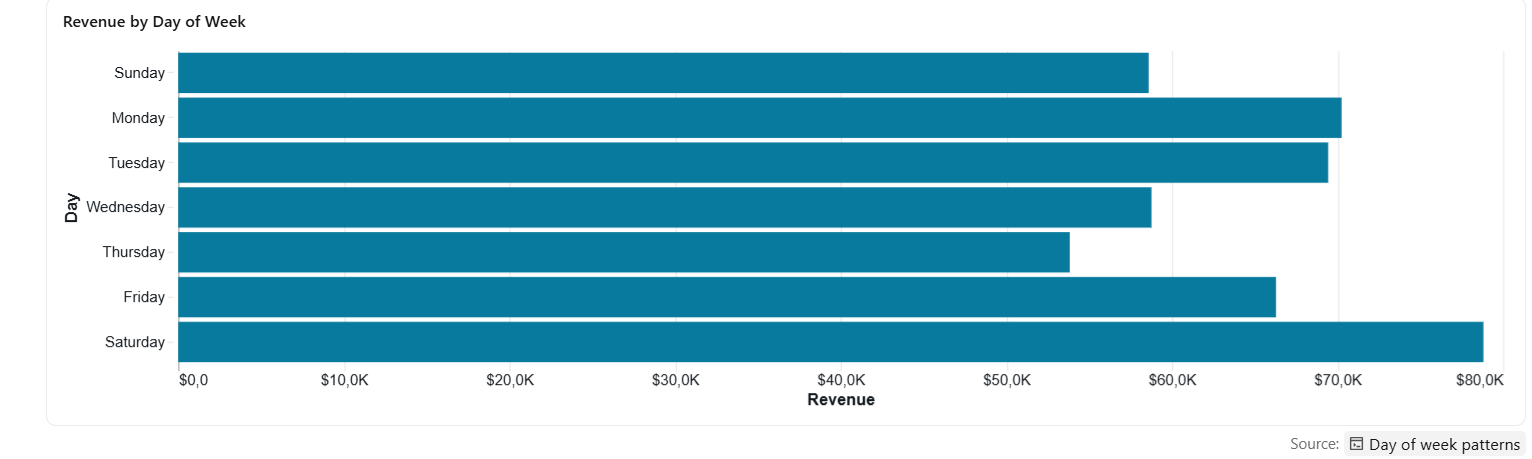 Revenue by Day of Week
Sunday
Monday
Tuesday
Wednesday
Thursday
Friday
Saturday
Day
$0,0 $10,0K $20,0K $30,0K $40,0K $50,0K $60,0K $70,0K $80,0K
Revenue
Source: Day of week patterns